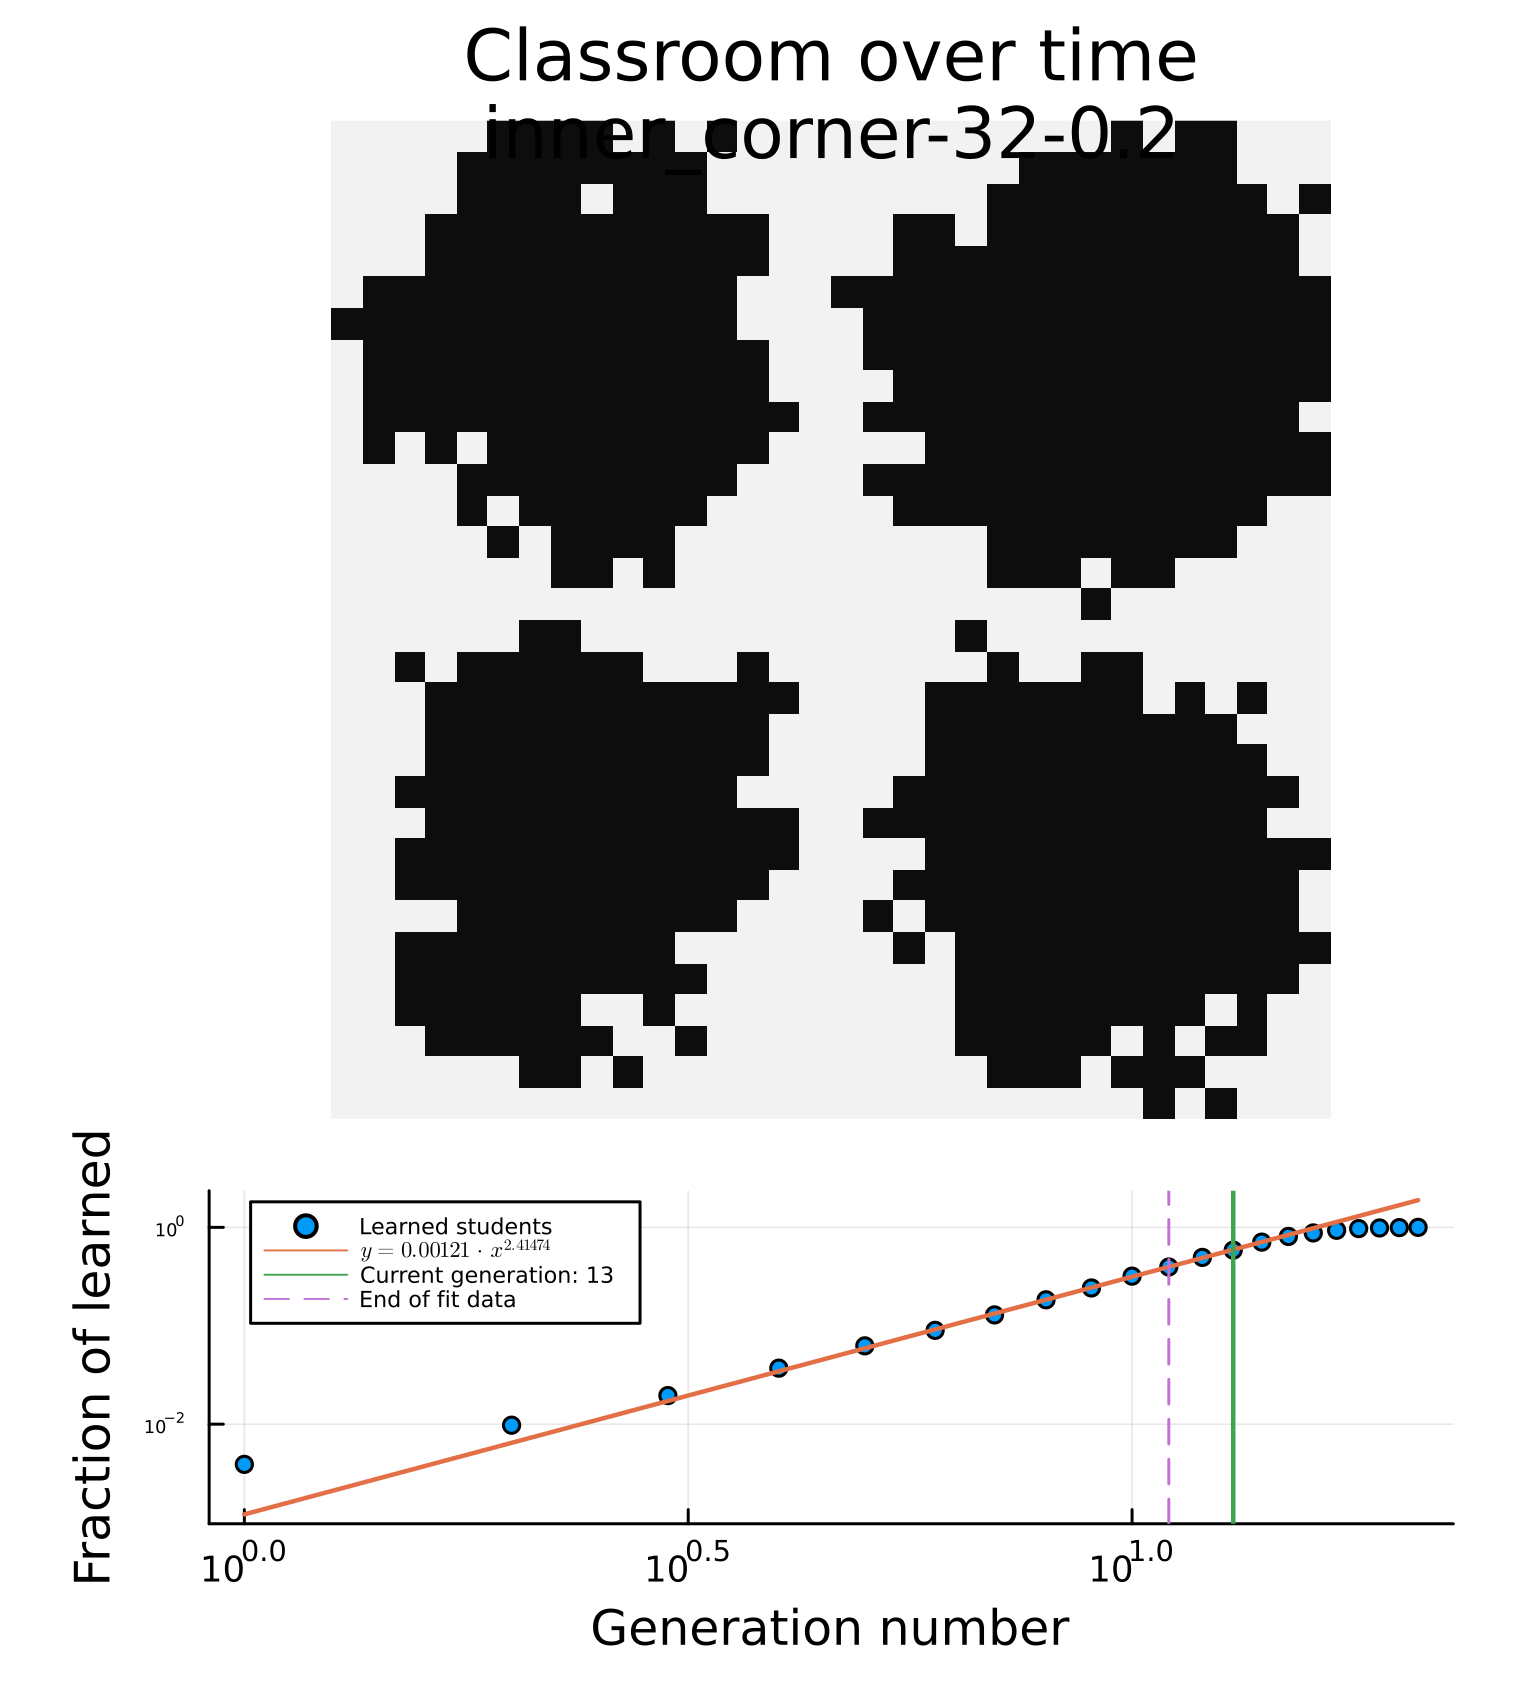 Classroom over time
inner_corner-32-0.2
Fraction of learned
10^0
10^−2
Learned students
y = 0.00121 · x^2.41474
Current generation: 13
End of fit data
10^0.0
10^0.5
10^1.0
Generation number